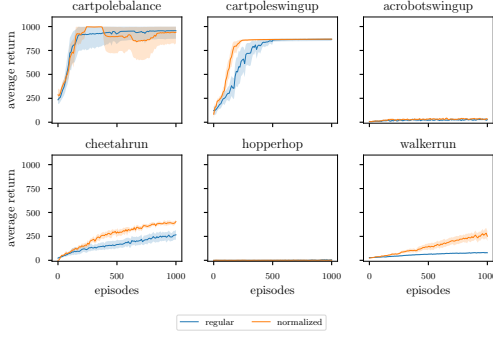 cartpolebalance cartpoleswingup acrobotswingup
average return
1000
750
500
250
0
cheetahrun hopperhop walkerrun
average return
1000
750
500
250
0
0 500 1000 0 500 1000 0 500 1000
episodes episodes episodes
regular normalized